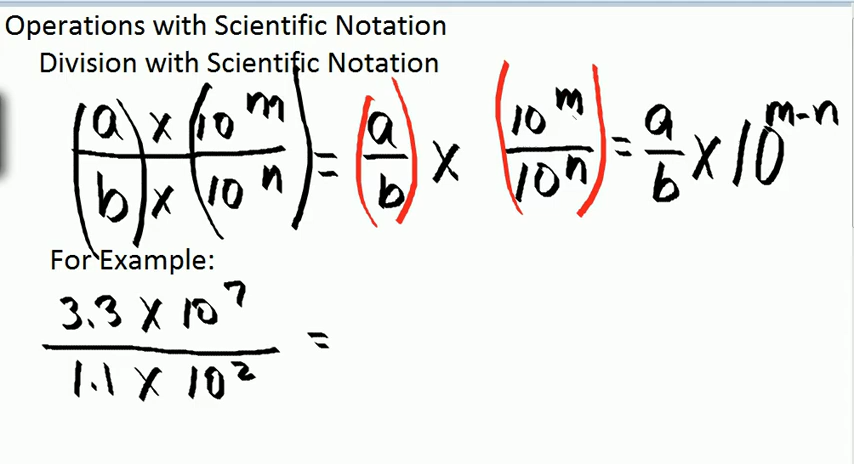 Operations with Scientific Notation
Division with Scientific Notation
(a) × (10^m) / (b) × (10^n) = (a/b) × (10^m/10^n) = a/b × 10^(m-n)
For Example:
3.3 × 10^7 / 1.1 × 10^2 =